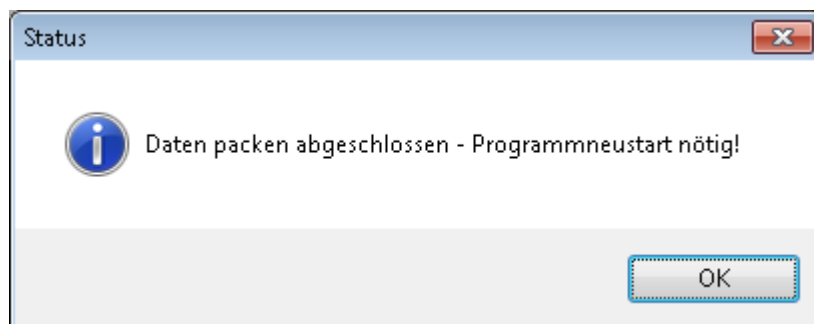 Status
Daten packen abgeschlossen - Programmneustart nötig!
OK